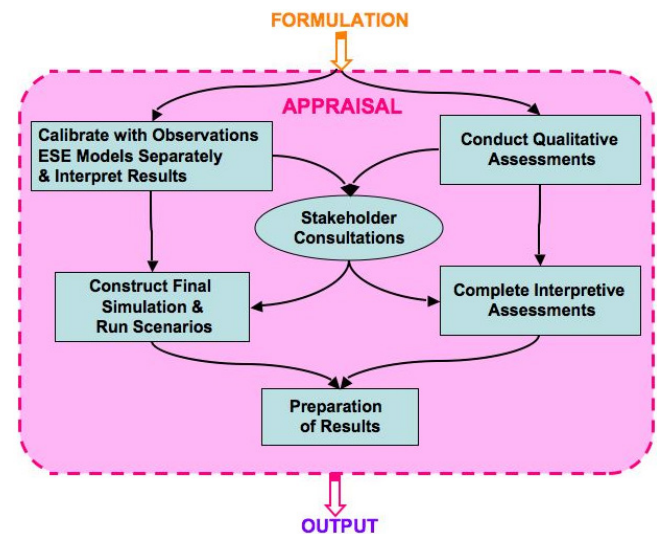 FORMULATION
APPRAISAL
Calibrate with Observations
ESE Models Separately
& Interpret Results
Conduct Qualitative
Assessments
Stakeholder
Consultations
Construct Final
Simulation &
Run Scenarios
Complete Interpretive
Assessments
Preparation
of Results
OUTPUT